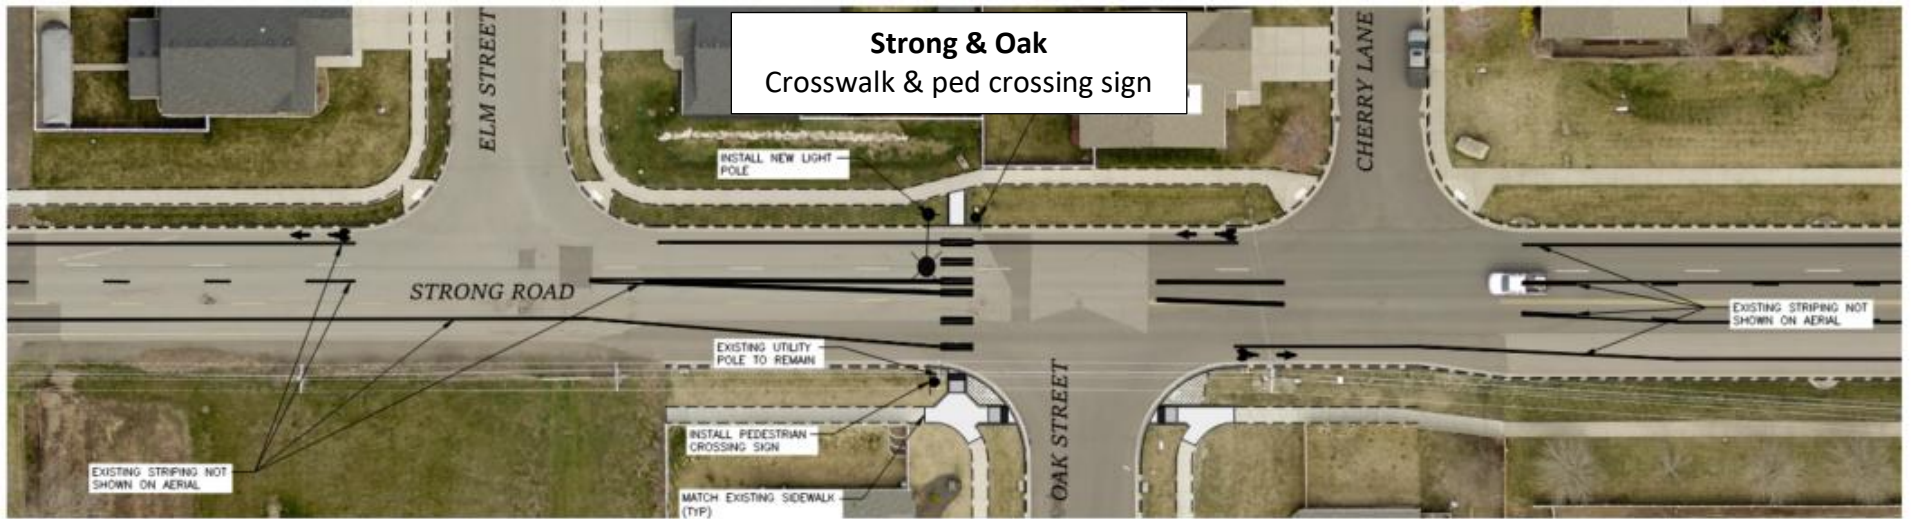 Strong & Oak
Crosswalk & ped crossing sign
ELM STREET
CHERRY LANE
INSTALL NEW LIGHT
POLE
STRONG ROAD
EXISTING STRIPING NOT
SHOWN ON AERIAL
EXISTING UTILITY
POLE TO REMAIN
OAK STREET
INSTALL PEDESTRIAN
CROSSING SIGN
EXISTING STRIPING NOT
SHOWN ON AERIAL
MATCH EXISTING SIDEWALK
(TYP)